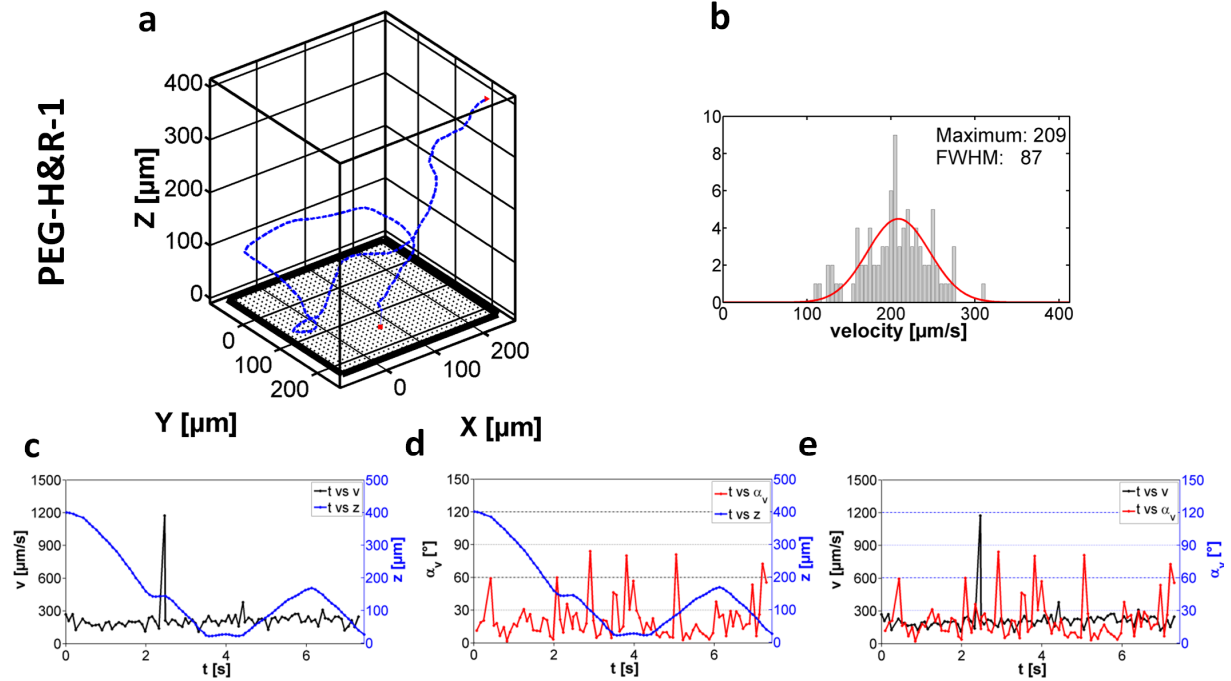 a
b
PEG-H&R-1
Z [µm]
400
300
200
100
0
0
100
200
0
100
200
Y [µm]
X [µm]
10
8
6
4
2
0
Maximum: 209
FWHM: 87
100
200
300
400
velocity [µm/s]
c
v [µm/s]
1500
1200
900
600
300
0
t vs v
t vs z
500
400
300
200
100
0
z [µm]
0
2
4
6
t [s]
d
αv [°]
150
120
90
60
30
0
t vs αv
t vs z
500
400
300
200
100
0
z [µm]
0
2
4
6
t [s]
e
v [µm/s]
1500
1200
900
600
300
0
t vs v
t vs αv
150
120
90
60
30
0
αv [°]
0
2
4
6
t [s]